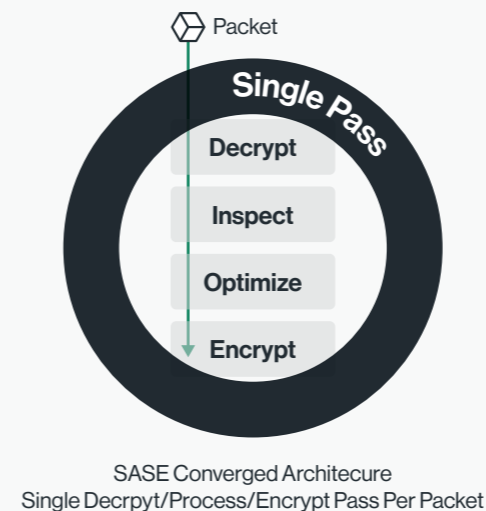 Packet
Single Pass
Decrypt
Inspect
Optimize
Encrypt
SASE Converged Architecure
Single Decrpyt/Process/Encrypt Pass Per Packet